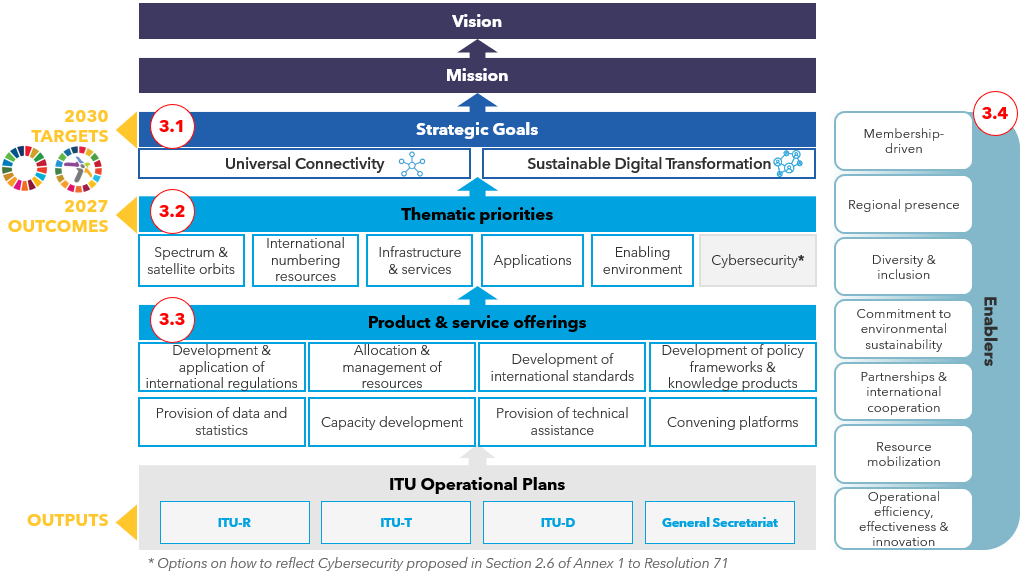 Vision
Mission
2030
TARGETS
3.1
Strategic Goals
Universal Connectivity
Sustainable Digital Transformation
2027
OUTCOMES
3.2
Thematic priorities
Spectrum &
satellite orbits
International
numbering
resources
Infrastructure
& services
Applications
Enabling
environment
Cybersecurity*
3.3
Product & service offerings
Development &
application of
international regulations
Allocation &
management of
resources
Development of
international standards
Development of policy
frameworks &
knowledge products
Provision of data and
statistics
Capacity development
Provision of technical
assistance
Convening platforms
ITU Operational Plans
OUTPUTS
ITU-R
ITU-T
ITU-D
General Secretariat
* Options on how to reflect Cybersecurity proposed in Section 2.6 of Annex 1 to Resolution 71
3.4
Enablers
Membership-
driven
Regional presence
Diversity &
inclusion
Commitment to
environmental
sustainability
Partnerships &
international
cooperation
Resource
mobilization
Operational
efficiency,
effectiveness &
innovation